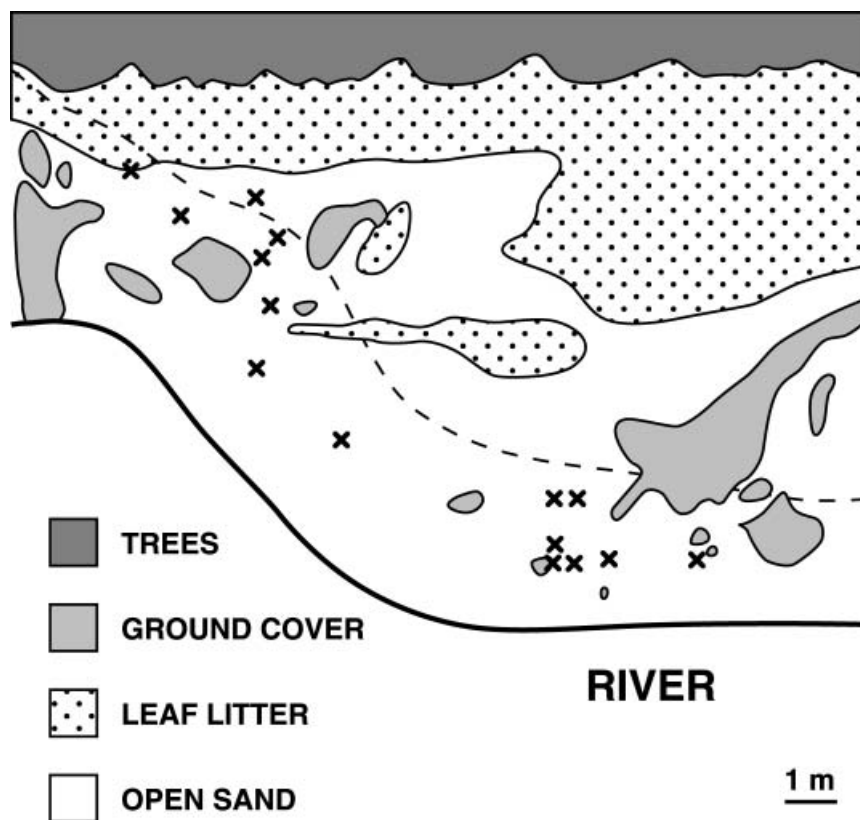 TREES
GROUND COVER
LEAF LITTER
OPEN SAND
RIVER
1 m